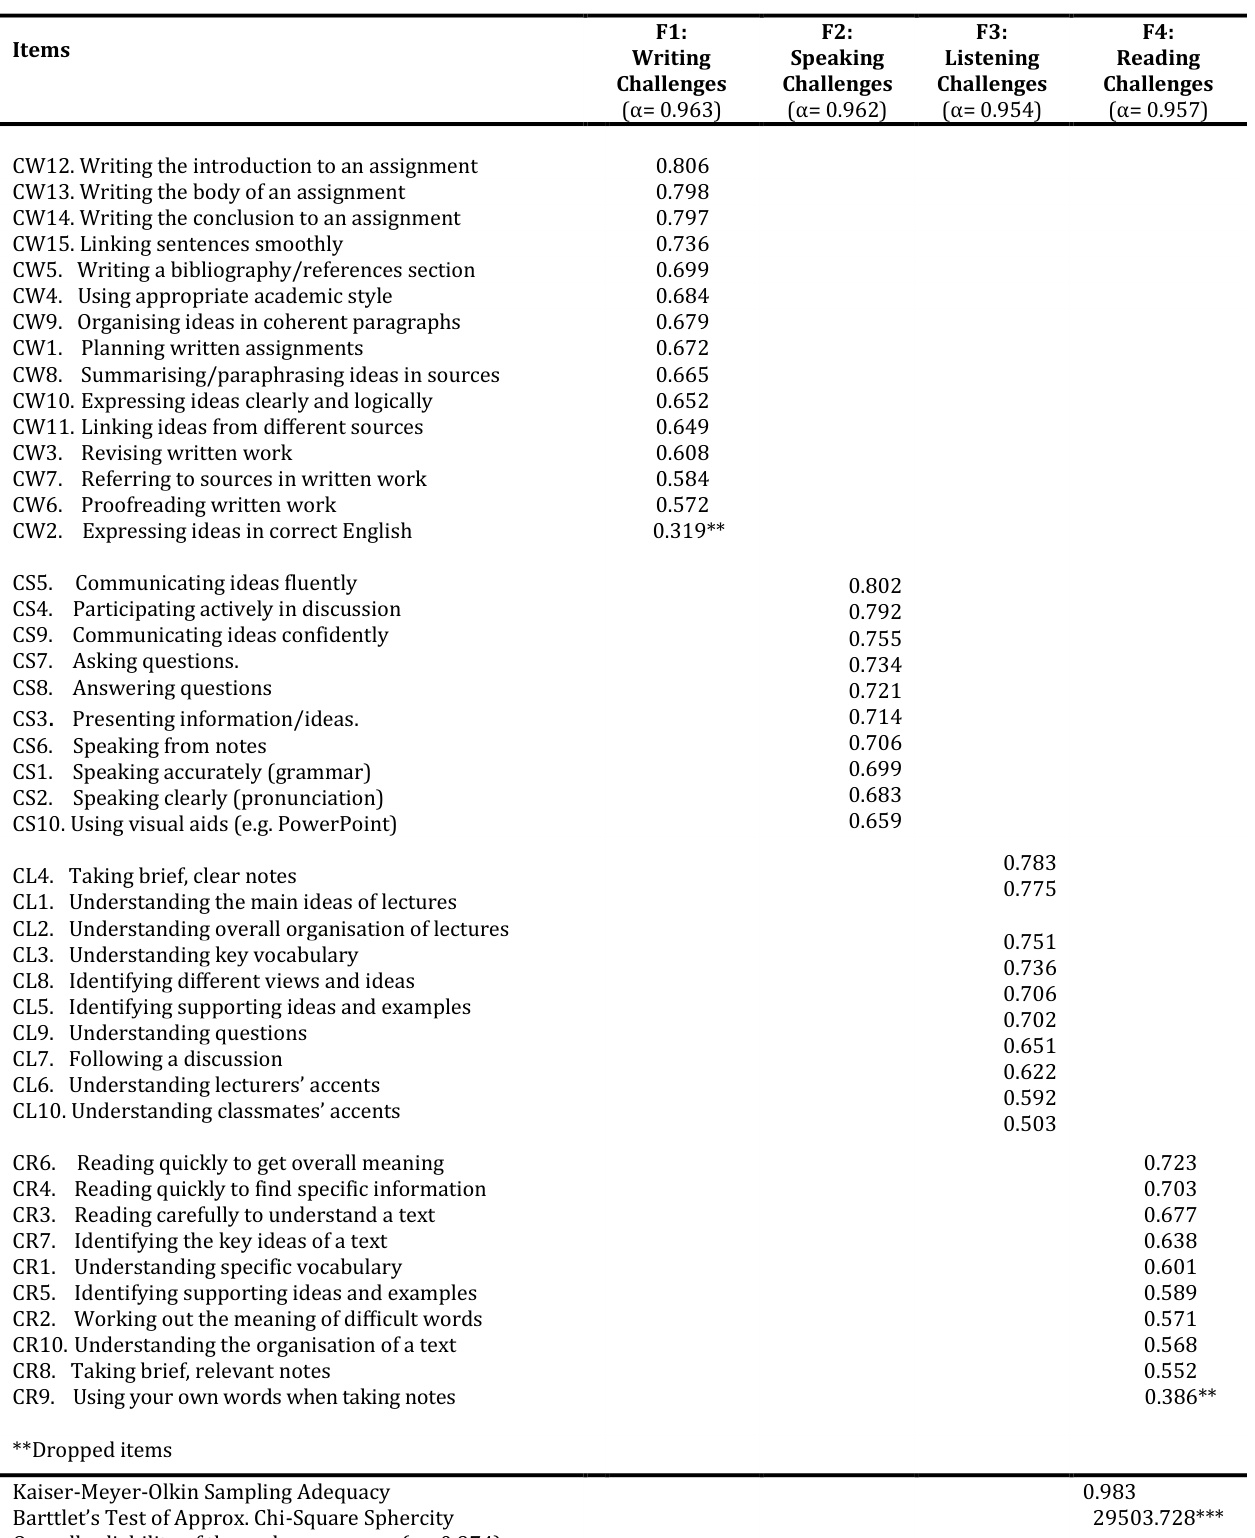 Items F1: Writing Challenges (α= 0.963) F2: Speaking Challenges (α= 0.962) F3: Listening Challenges (α= 0.954) F4: Reading Challenges (α= 0.957)
CW12. Writing the introduction to an assignment 0.806
CW13. Writing the body of an assignment 0.798
CW14. Writing the conclusion to an assignment 0.797
CW15. Linking sentences smoothly 0.736
CW5. Writing a bibliography/references section 0.699
CW4. Using appropriate academic style 0.684
CW9. Organising ideas in coherent paragraphs 0.679
CW1. Planning written assignments 0.672
CW8. Summarising/paraphrasing ideas in sources 0.665
CW10. Expressing ideas clearly and logically 0.652
CW11. Linking ideas from different sources 0.649
CW3. Revising written work 0.608
CW7. Referring to sources in written work 0.584
CW6. Proofreading written work 0.572
CW2. Expressing ideas in correct English 0.319**
CS5. Communicating ideas fluently 0.802
CS4. Participating actively in discussion 0.792
CS9. Communicating ideas confidently 0.755
CS7. Asking questions. 0.734
CS8. Answering questions 0.721
CS3. Presenting information/ideas. 0.714
CS6. Speaking from notes 0.706
CS1. Speaking accurately (grammar) 0.699
CS2. Speaking clearly (pronunciation) 0.683
CS10. Using visual aids (e.g. PowerPoint) 0.659
CL4. Taking brief, clear notes 0.783
CL1. Understanding the main ideas of lectures 0.775
CL2. Understanding overall organisation of lectures 0.751
CL3. Understanding key vocabulary 0.736
CL8. Identifying different views and ideas 0.706
CL5. Identifying supporting ideas and examples 0.702
CL9. Understanding questions 0.651
CL7. Following a discussion 0.622
CL6. Understanding lecturers’ accents 0.592
CL10. Understanding classmates’ accents 0.503
CR6. Reading quickly to get overall meaning 0.723
CR4. Reading quickly to find specific information 0.703
CR3. Reading carefully to understand a text 0.677
CR7. Identifying the key ideas of a text 0.638
CR1. Understanding specific vocabulary 0.601
CR5. Identifying supporting ideas and examples 0.589
CR2. Working out the meaning of difficult words 0.571
CR10. Understanding the organisation of a text 0.568
CR8. Taking brief, relevant notes 0.552
CR9. Using your own words when taking notes 0.386**
**Dropped items
Kaiser-Meyer-Olkin Sampling Adequacy 0.983
Barttlet’s Test of Approx. Chi-Square Sphercity 29503.728***